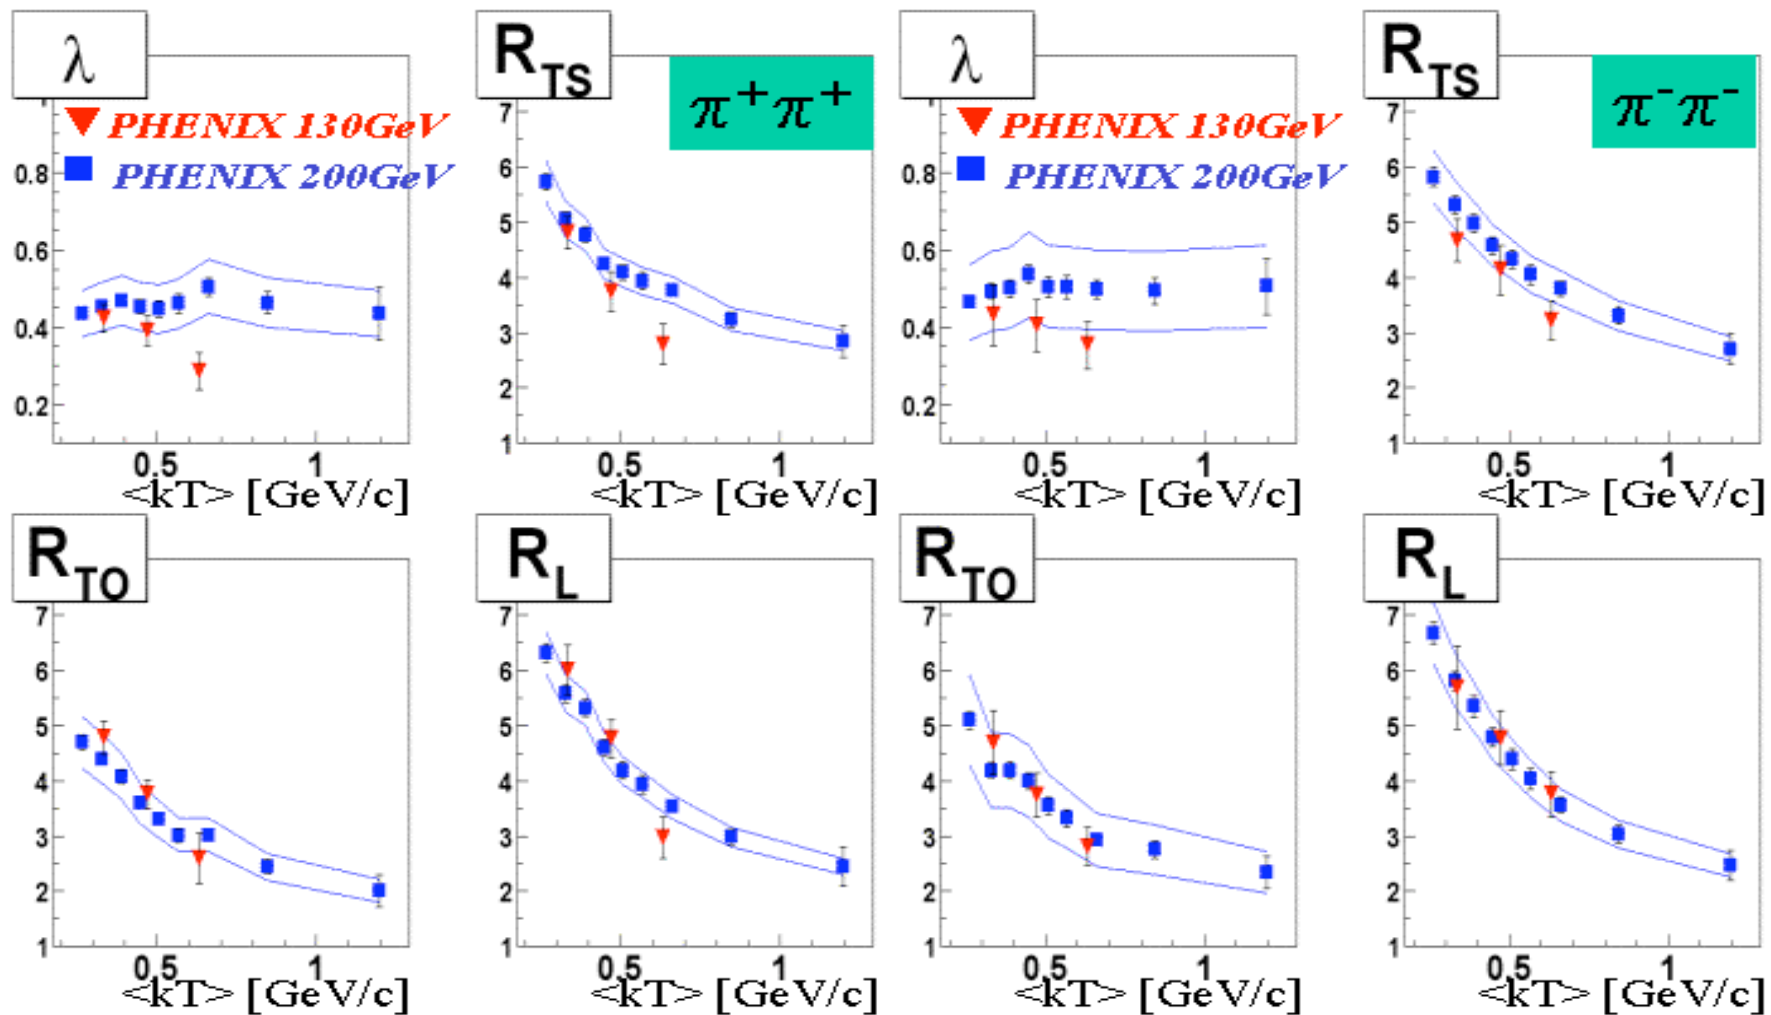 λ
PHENIX 130GeV
PHENIX 200GeV
0.8
0.6
0.4
0.2
0.5 1
<kT> [GeV/c]
R_TS
π⁺π⁺
7
6
5
4
3
2
1
0.5 1
<kT> [GeV/c]
λ
PHENIX 130GeV
PHENIX 200GeV
0.8
0.6
0.4
0.2
0.5 1
<kT> [GeV/c]
R_TS
π⁻π⁻
7
6
5
4
3
2
1
0.5 1
<kT> [GeV/c]
R_TO
7
6
5
4
3
2
1
0.5 1
<kT> [GeV/c]
R_L
7
6
5
4
3
2
1
0.5 1
<kT> [GeV/c]
R_TO
7
6
5
4
3
2
1
0.5 1
<kT> [GeV/c]
R_L
7
6
5
4
3
2
1
0.5 1
<kT> [GeV/c]